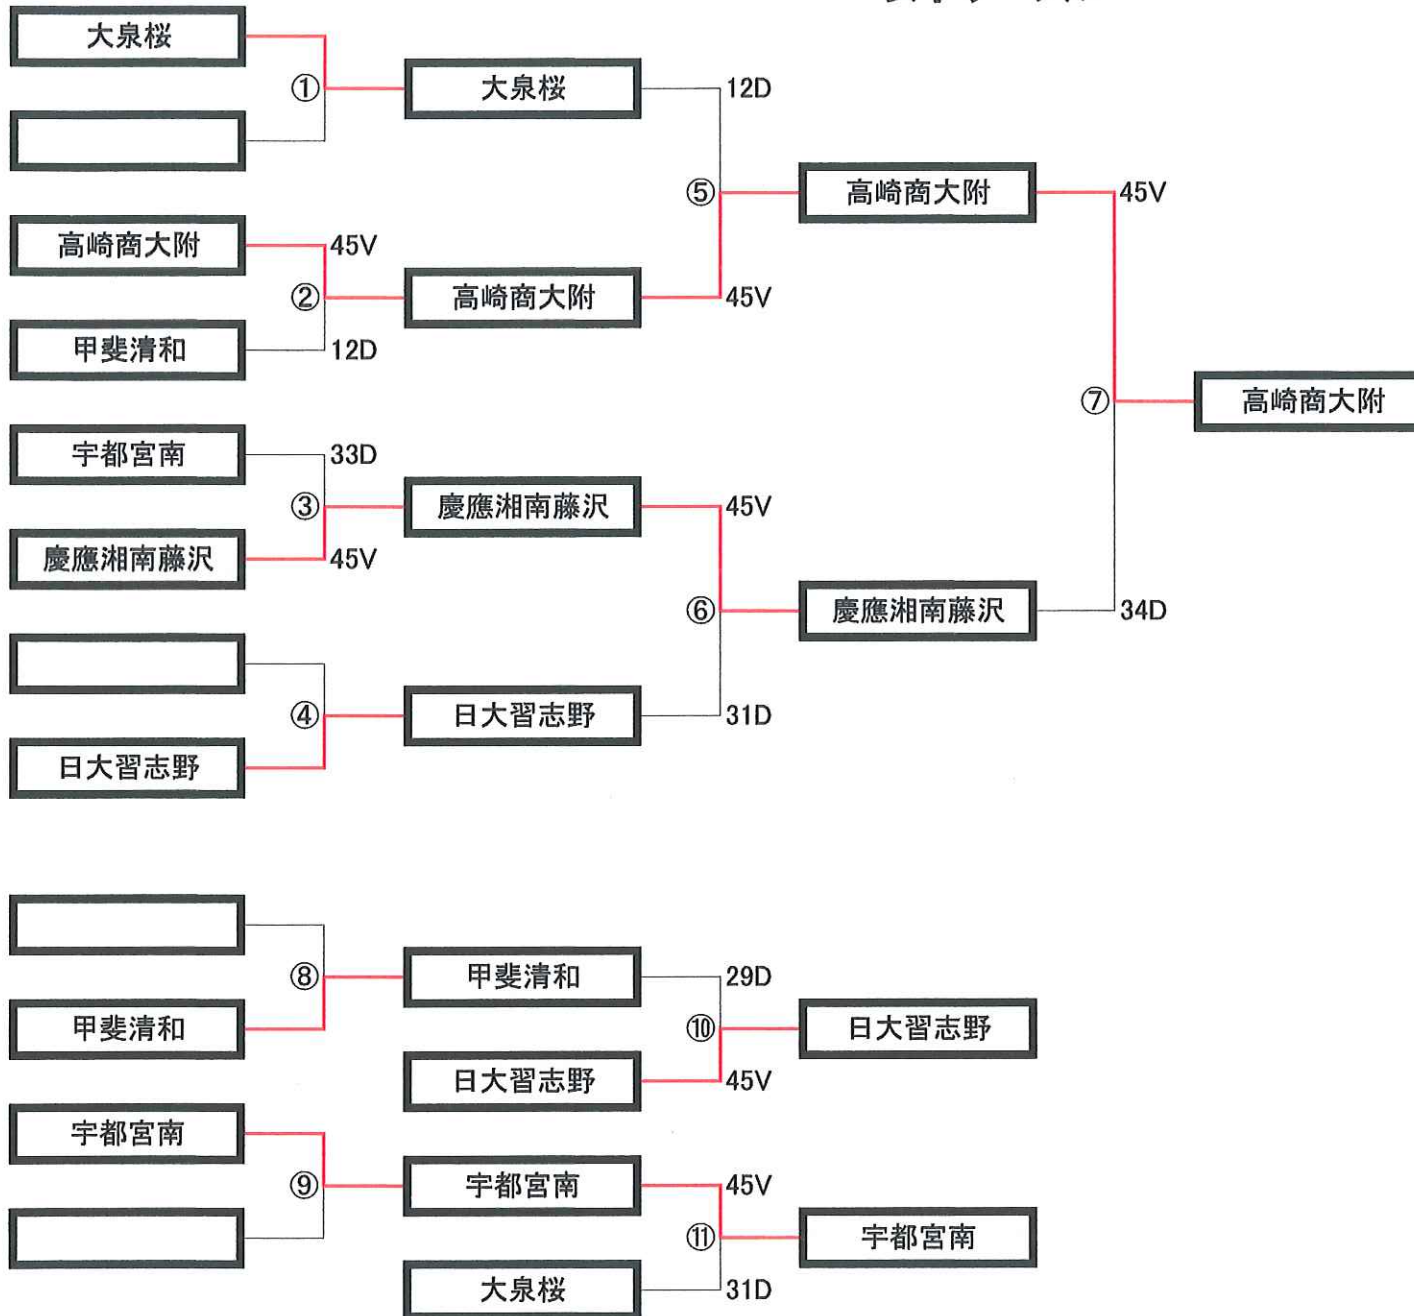 大泉桜
① 大泉桜 12D
⑤ 高崎商大附 45V
高崎商大附 45V
② 高崎商大附 45V
甲斐清和 12D
⑦ 高崎商大附
宇都宮南 33D
③ 慶應湘南藤沢 45V
慶應湘南藤沢 45V
⑥ 慶應湘南藤沢 34D
④ 日大習志野 31D
日大習志野
⑧ 甲斐清和 29D
甲斐清和
⑩ 日大習志野
日大習志野 45V
宇都宮南
⑨ 宇都宮南 45V
⑪ 宇都宮南
大泉桜 31D